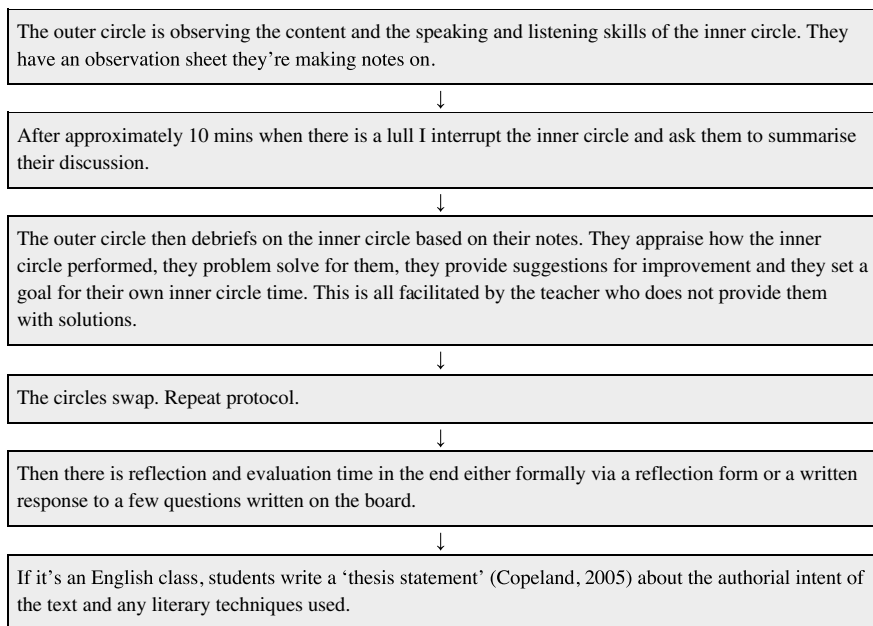 The outer circle is observing the content and the speaking and listening skills of the inner circle. They
have an observation sheet they’re making notes on.
↓
After approximately 10 mins when there is a lull I interrupt the inner circle and ask them to summarise
their discussion.
↓
The outer circle then debriefs on the inner circle based on their notes. They appraise how the inner
circle performed, they problem solve for them, they provide suggestions for improvement and they set a
goal for their own inner circle time. This is all facilitated by the teacher who does not provide them
with solutions.
↓
The circles swap. Repeat protocol.
↓
Then there is reflection and evaluation time in the end either formally via a reflection form or a written
response to a few questions written on the board.
↓
If it’s an English class, students write a ‘thesis statement’ (Copeland, 2005) about the authorial intent of
the text and any literary techniques used.